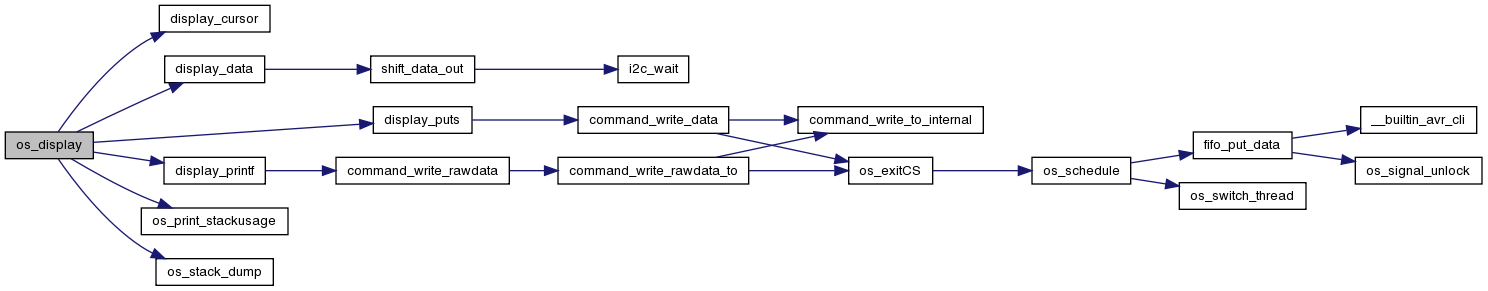 display_cursor
display_data
shift_data_out
i2c_wait
display_puts
command_write_data
command_write_to_internal
__builtin_avr_cli
os_display
fifo_put_data
display_printf
command_write_rawdata
command_write_rawdata_to
os_exitCS
os_schedule
os_signal_unlock
os_switch_thread
os_print_stackusage
os_stack_dump